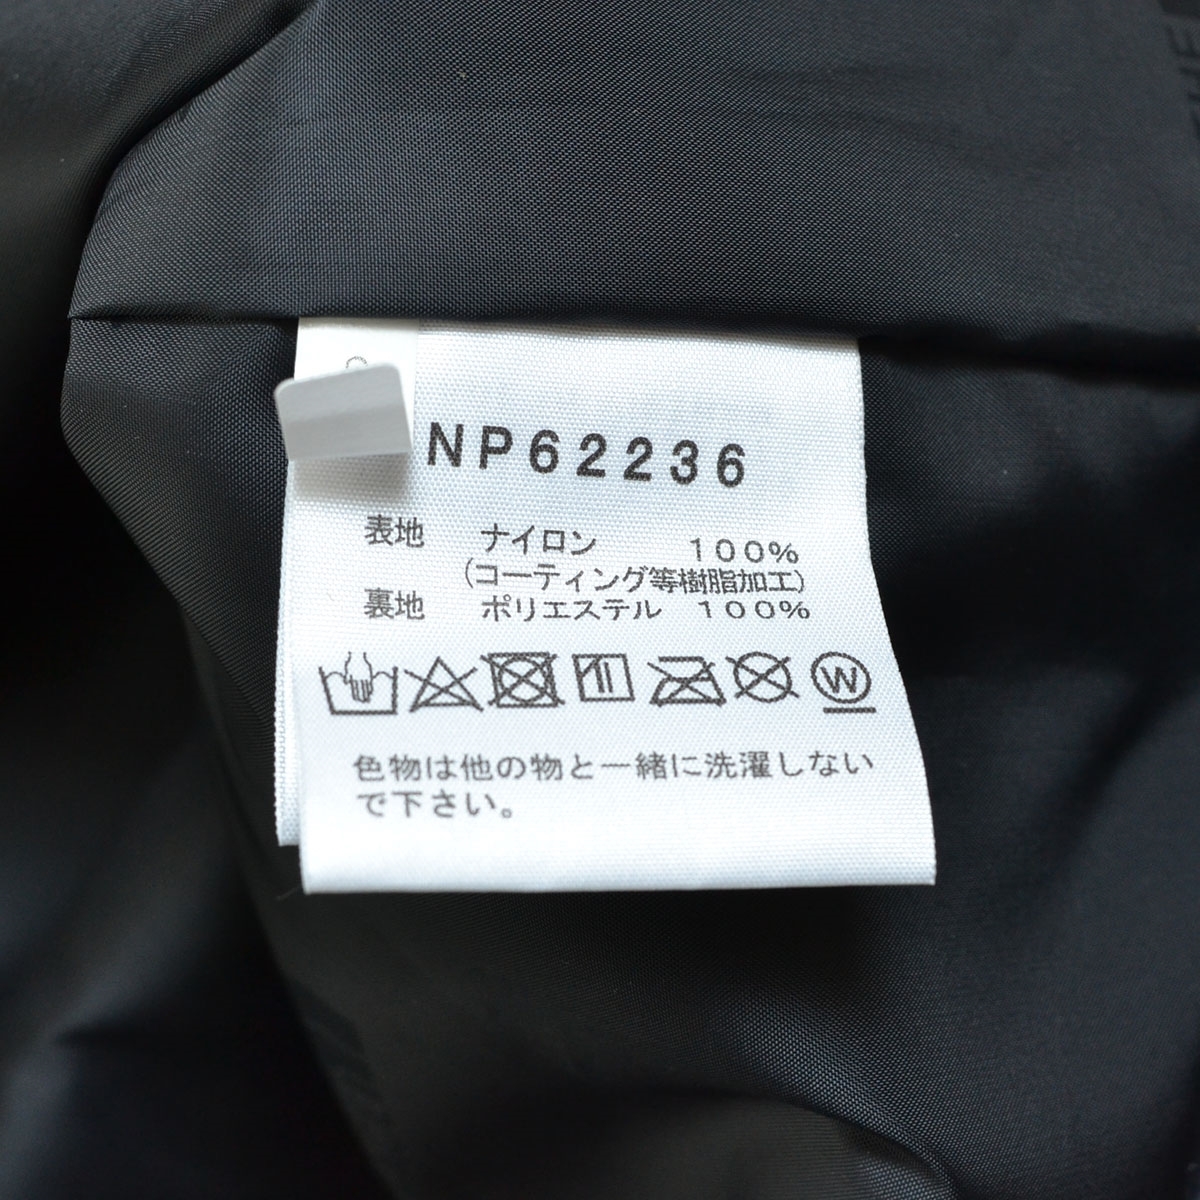 NP62236
表地 ナイロン 100%
(コーティング等樹脂加工)
裏地 ポリエステル 100%
W
色物は他の物と一緒に洗濯しない
で下さい。